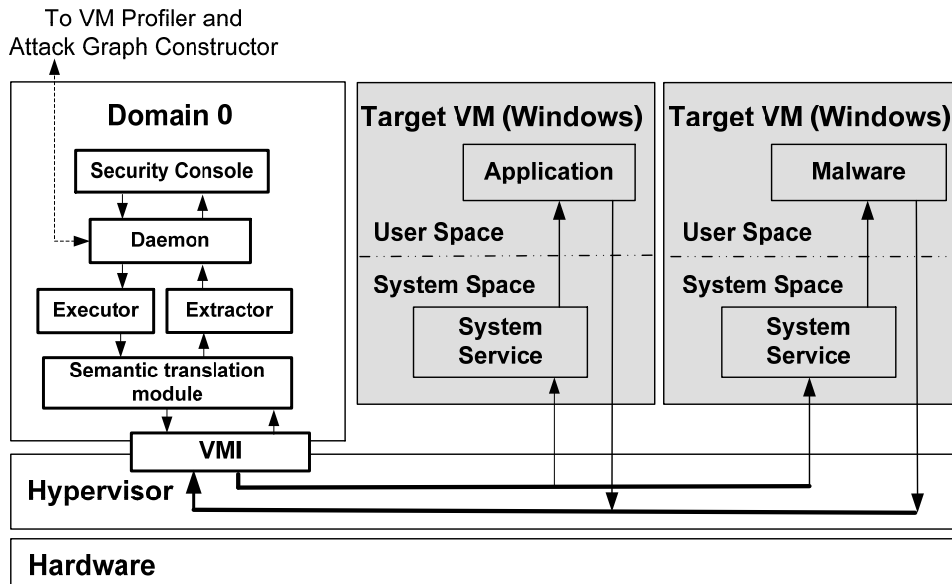 To VM Profiler and
Attack Graph Constructor
Domain 0
Security Console
Daemon
Executor
Extractor
Semantic translation
module
VMI
Target VM (Windows)
Application
User Space
System Space
System
Service
Target VM (Windows)
Malware
User Space
System Space
System
Service
Hypervisor
Hardware